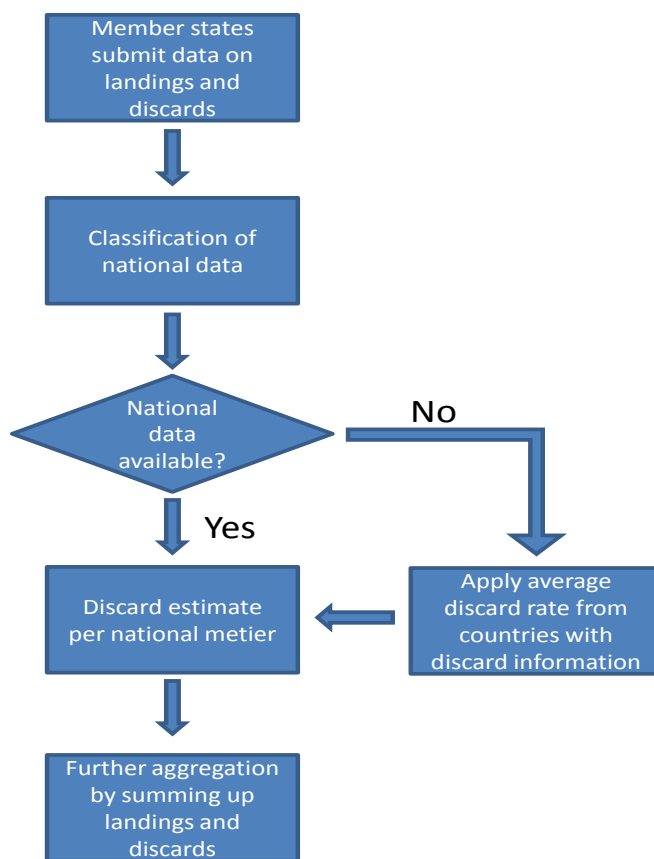 Member states
submit data on
landings and
discards
Classification of
national data
National
data
available?
No
Yes
Discard estimate
per national metier
Apply average
discard rate from
countries with
discard information
Further aggregation
by summing up
landings and
discards